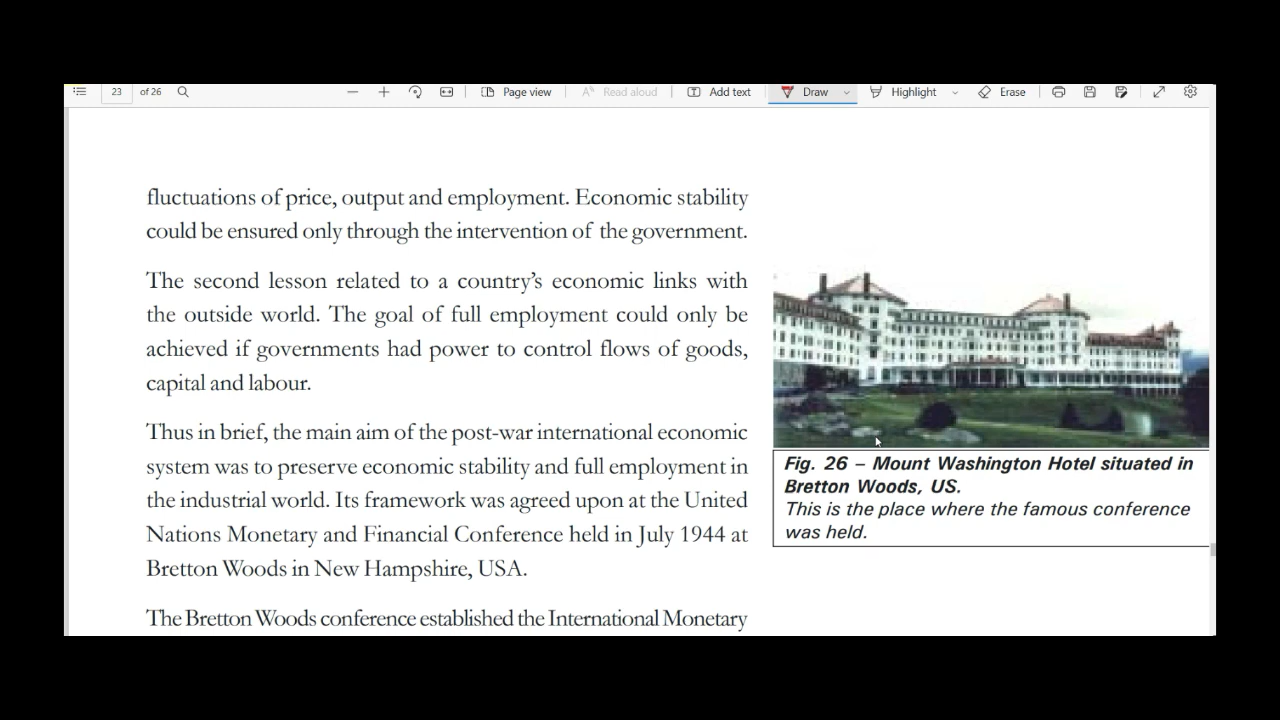 23 of 26 Page view Read aloud Add text Draw Highlight Erase
fluctuations of price, output and employment. Economic stability
could be ensured only through the intervention of the government.
The second lesson related to a country’s economic links with
the outside world. The goal of full employment could only be
achieved if governments had power to control flows of goods,
capital and labour.
Thus in brief, the main aim of the post-war international economic
system was to preserve economic stability and full employment in
the industrial world. Its framework was agreed upon at the United
Nations Monetary and Financial Conference held in July 1944 at
Bretton Woods in New Hampshire, USA.
The Bretton Woods conference established the International Monetary
Fig. 26 – Mount Washington Hotel situated in
Bretton Woods, US.
This is the place where the famous conference
was held.